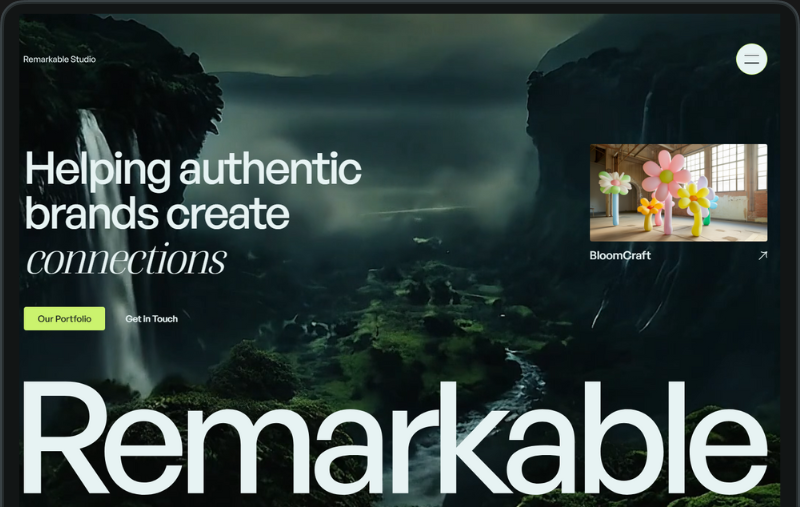 Remarkable Studio
Helping authentic
brands create
connections
BloomCraft
Our Portfolio
Get In Touch
Remarkable